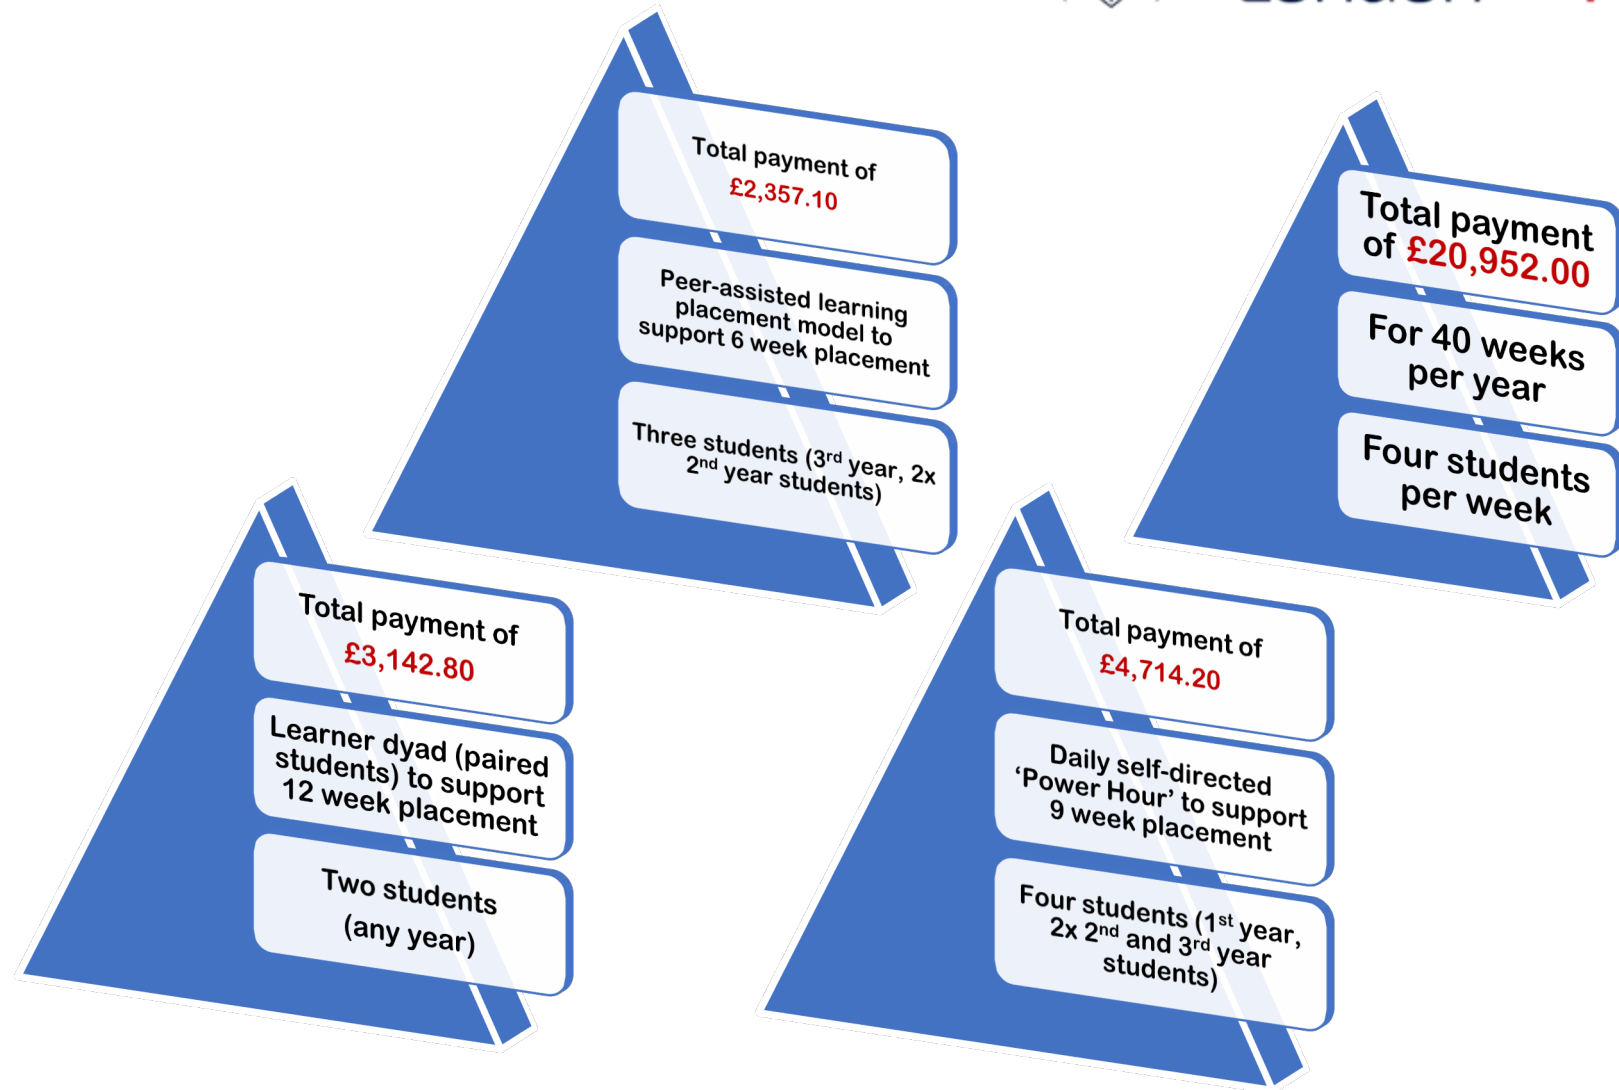 Total payment of
£2,357.10
Peer-assisted learning
placement model to
support 6 week placement
Three students (3rd year, 2x
2nd year students)
Total payment
of £20,952.00
For 40 weeks
per year
Four students
per week
Total payment of
£3,142.80
Learner dyad (paired
students) to support
12 week placement
Two students
(any year)
Total payment of
£4,714.20
Daily self-directed
‘Power Hour’ to support
9 week placement
Four students (1st year,
2x 2nd and 3rd year
students)